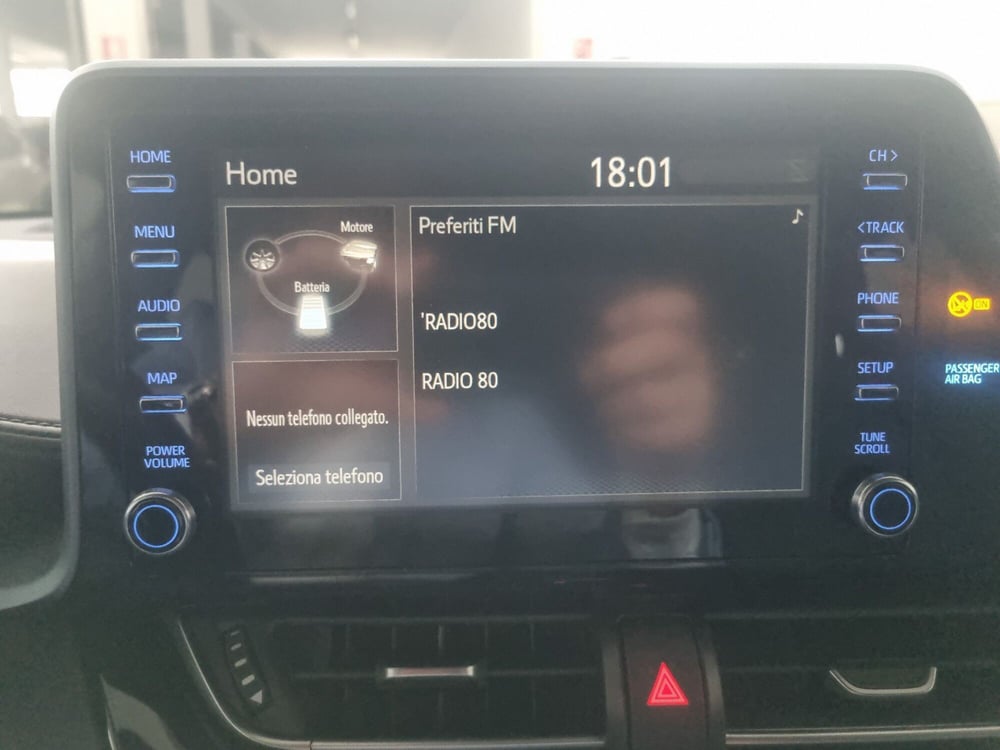 HOME
MENU
AUDIO
MAP
POWER
VOLUME
Home
18:01
Motore
Batteria
Nessun telefono collegato.
Seleziona telefono
Preferiti FM
'RADIO80
RADIO 80
CH >
<TRACK
PHONE
SETUP
TUNE
SCROLL
ON
PASSENGER
AIR BAG